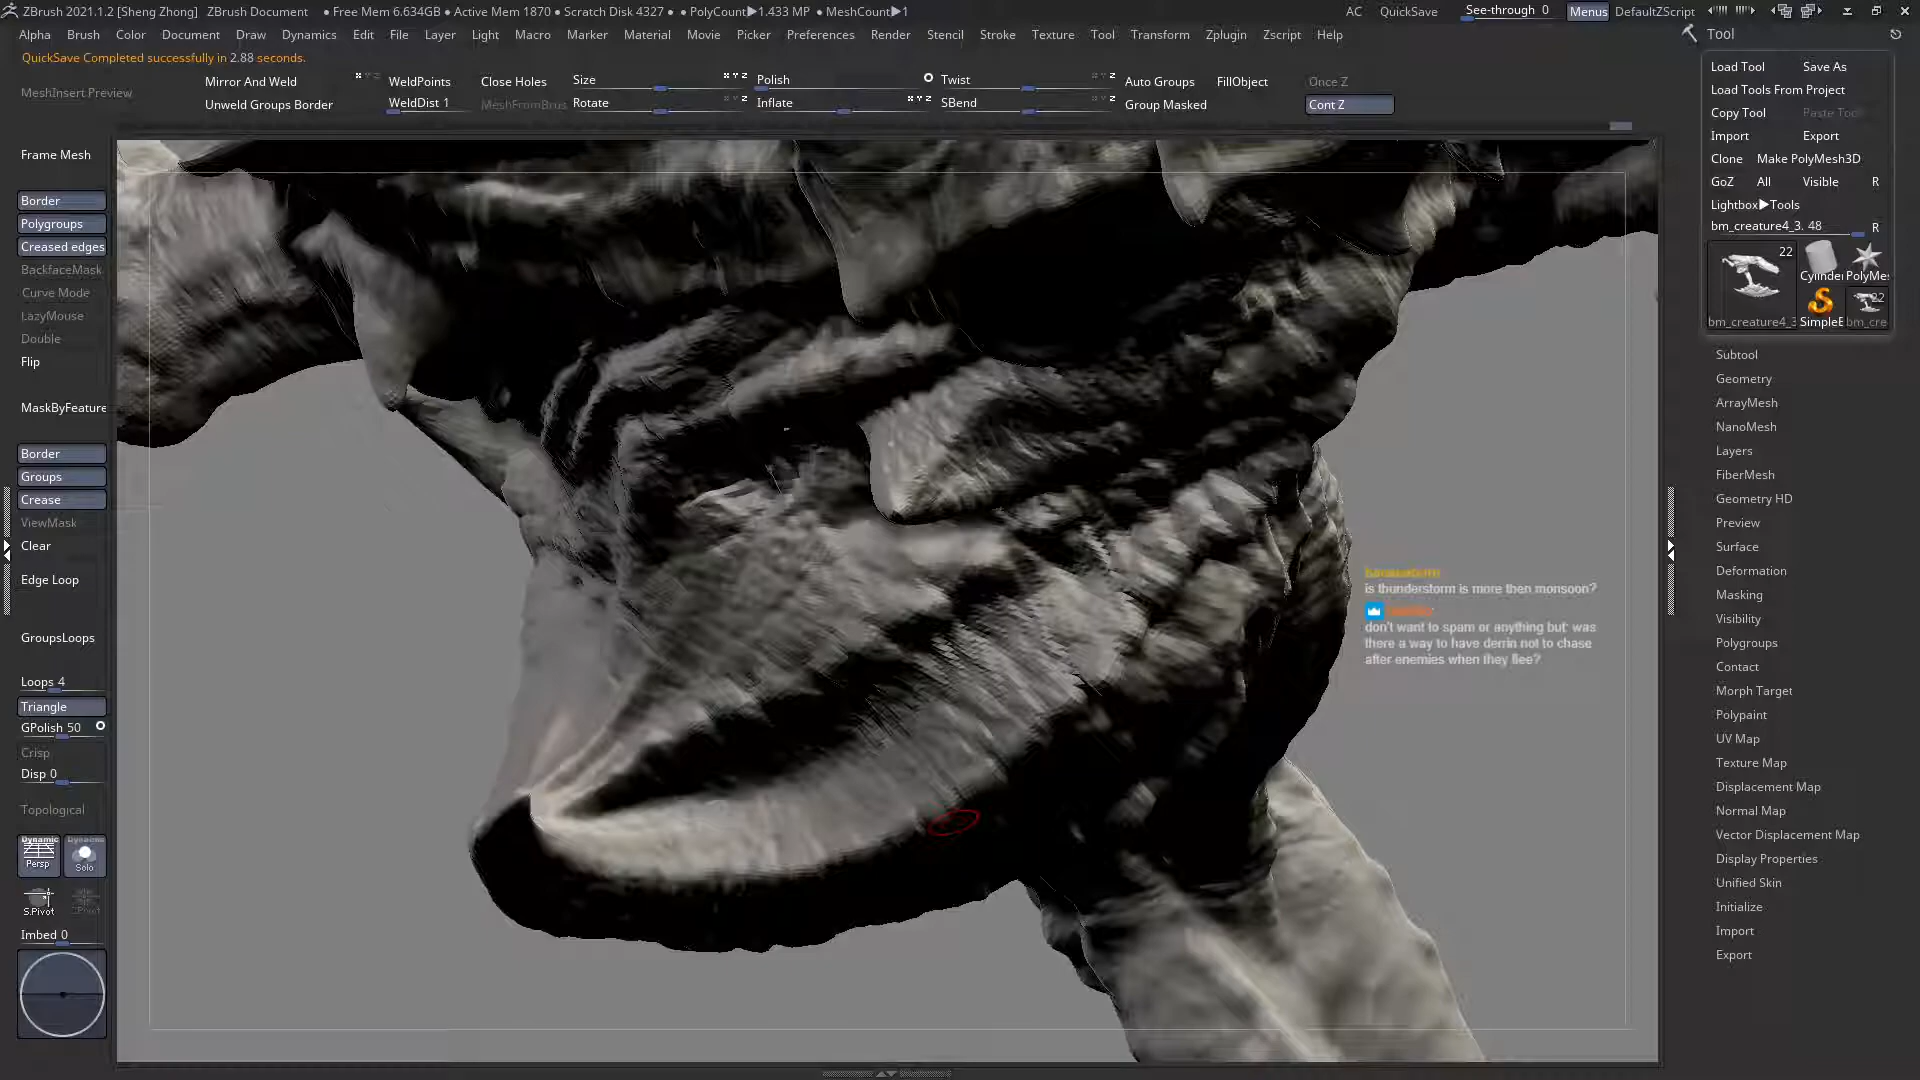 ZBrush 2021.1.2 [Sheng Zhong] ZBrush Document • Free Mem 6.634GB • Active Mem 1870 • Scratch Disk 4327 • • PolyCount▶1.433 MP • MeshCount▶1 AC QuickSave See-through 0 Menus DefaultZScript
Alpha Brush Color Document Draw Dynamics Edit File Layer Light Macro Marker Material Movie Picker Preferences Render Stencil Stroke Texture Tool Transform Zplugin Zscript Help
QuickSave Completed successfully in 2.88 seconds.
MeshInsert Preview
Mirror And Weld
Unweld Groups Border
WeldPoints
WeldDist 1
Close Holes
MeshFromBrus
Size
Rotate
Polish
Inflate
Twist
SBend
Auto Groups
Group Masked
FillObject
Once Z
Cont Z
Frame Mesh
Border
Polygroups
Creased edges
BackfaceMask
Curve Mode
LazyMouse
Double
Flip
MaskByFeature
Border
Groups
Crease
ViewMask
Clear
Edge Loop
GroupsLoops
Loops 4
Triangle
GPolish 50
Crisp
Disp 0
Topological
Dynamic
Persp
Dynamic
Solo
S.Pivot
Imbed 0
is thunderstorm is more then monsoon?
don't want to spam or anything but was
there a way to have derrin not to chase
after enemies when they flee?
Tool
Load Tool Save As
Load Tools From Project
Copy Tool Paste Too
Import Export
Clone Make PolyMesh3D
GoZ All Visible R
Lightbox▶Tools
bm_creature4_3. 48 R
22
Cylinder PolyMes
22
bm_creature4_3 SimpleE bm_cre
Subtool
Geometry
ArrayMesh
NanoMesh
Layers
FiberMesh
Geometry HD
Preview
Surface
Deformation
Masking
Visibility
Polygroups
Contact
Morph Target
Polypaint
UV Map
Texture Map
Displacement Map
Normal Map
Vector Displacement Map
Display Properties
Unified Skin
Initialize
Import
Export